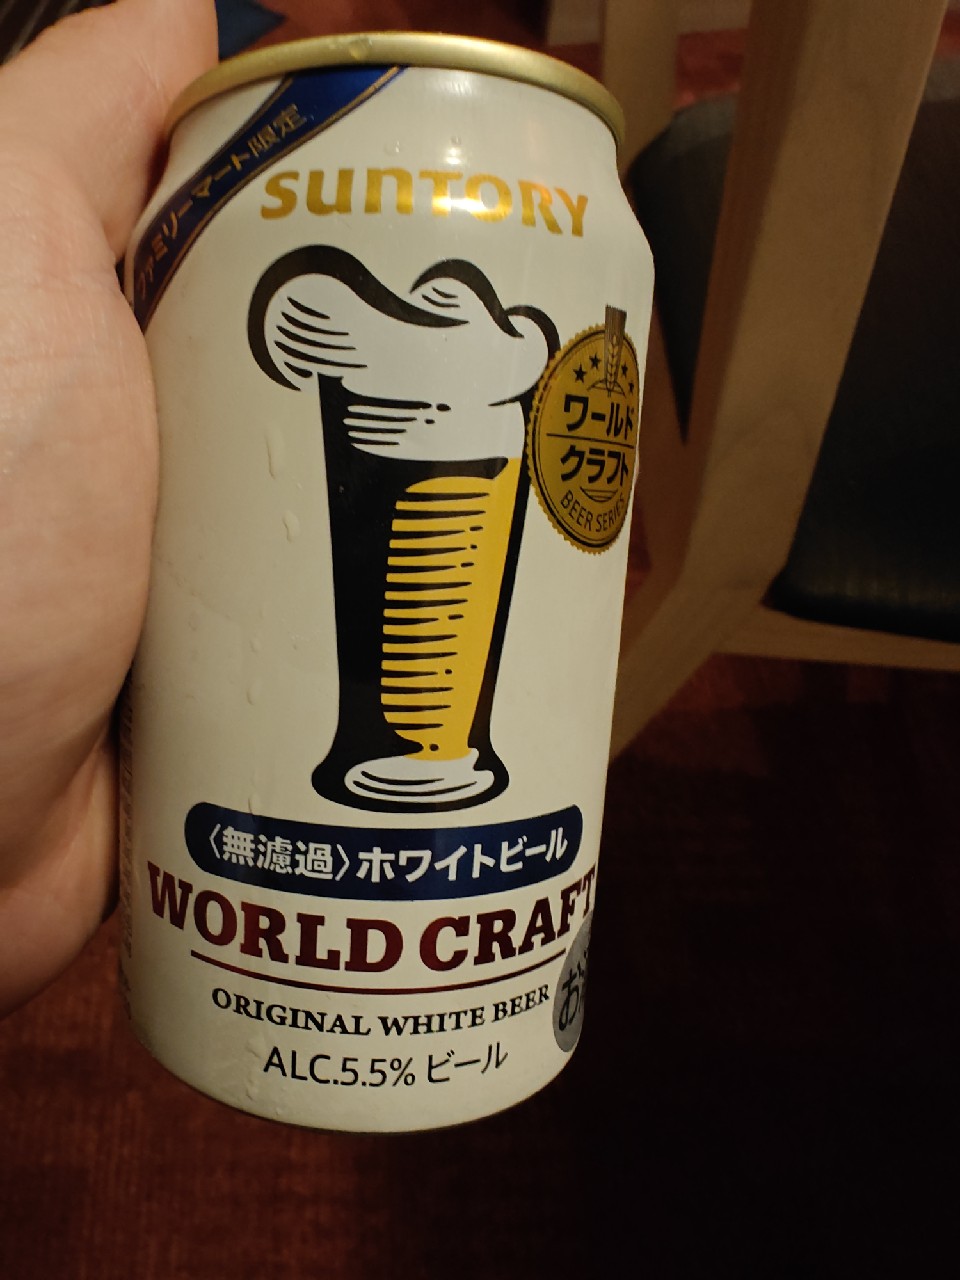 ファミリーマート限定
SUNTORY
ワールド
クラフト
BEER SERIES
〈無濾過〉ホワイトビール
WORLD CRAFT
ORIGINAL WHITE BEER
ALC.5.5% ビール
お